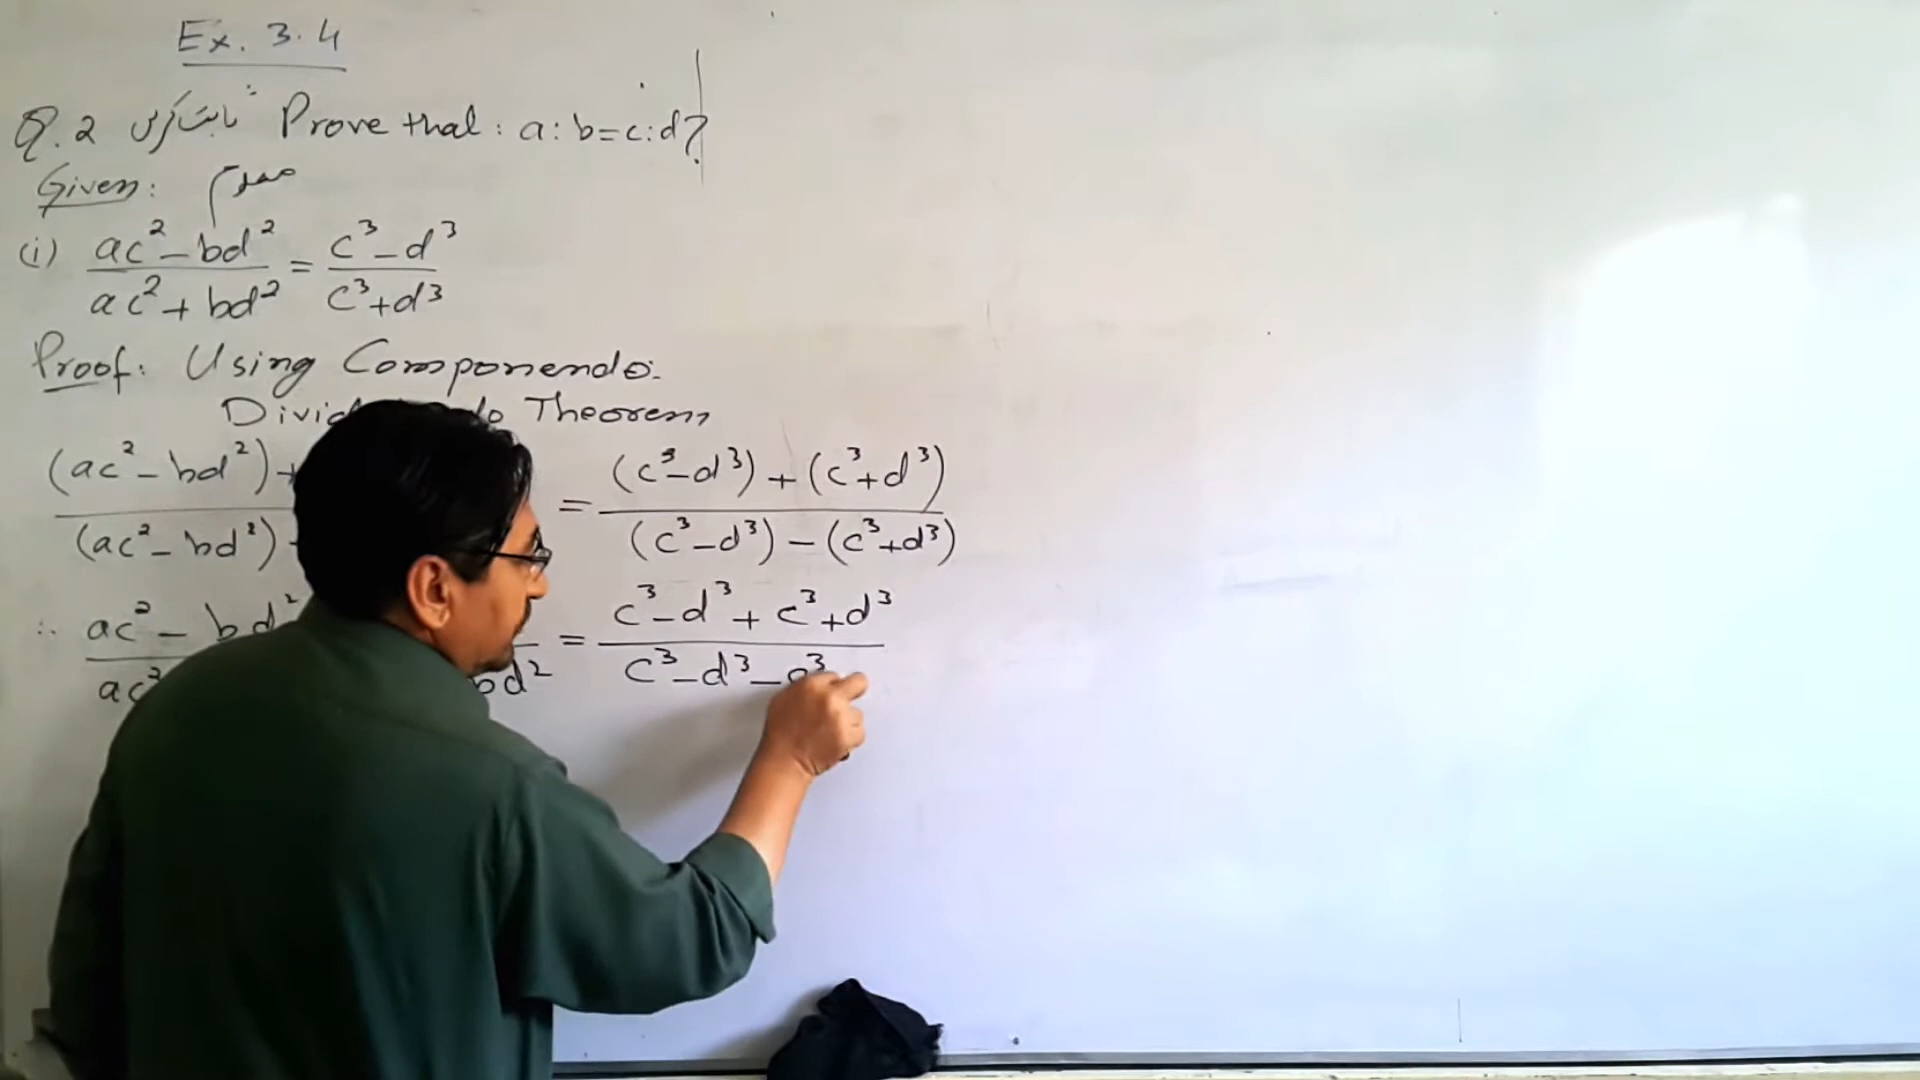 Ex. 3.4
Q.2 ثابت کریں Prove that: a:b=c:d?
Given: معلوم
(i) ac²-bd²/ac²+bd² = c³-d³/c³+d³
Proof: Using Componendo-
Theorem
(ac²-bd²)+ = (c³-d³)+(c³+d³)
(ac²-bd²) (c³-d³)-(c³+d³)
∴ ac²-bd² = c³-d³+c³+d³
ac² bd² c³-d³-c³